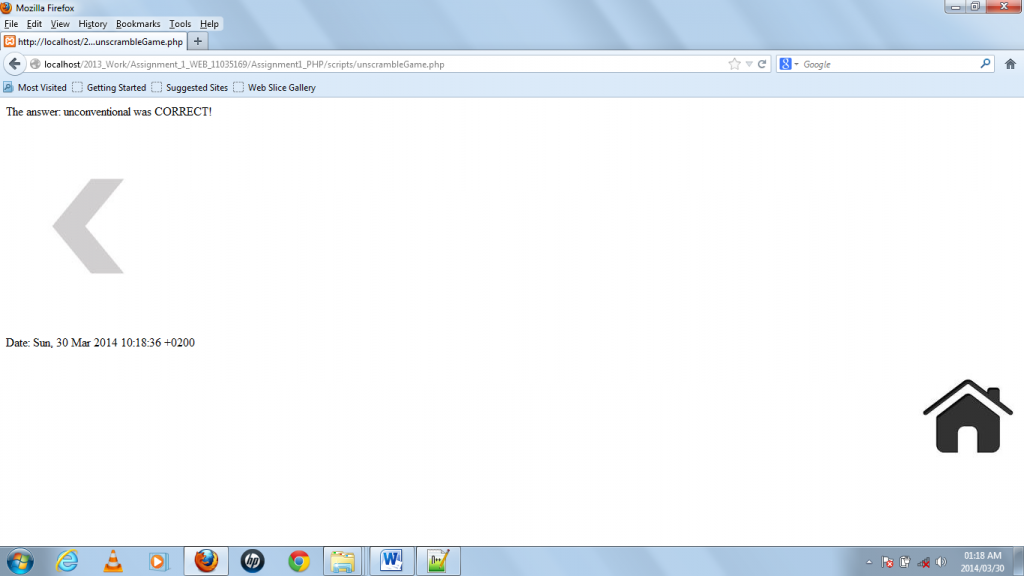 Mozilla Firefox
File Edit View History Bookmarks Tools Help
http://localhost/2...unscrambleGame.php +
localhost/2013_Work/Assignment_1_WEB_11035169/Assignment1_PHP/scripts/unscrambleGame.php Google
Most Visited Getting Started Suggested Sites Web Slice Gallery
The answer: unconventional was CORRECT!
Date: Sun, 30 Mar 2014 10:18:36 +0200
01:18 AM
2014/03/30